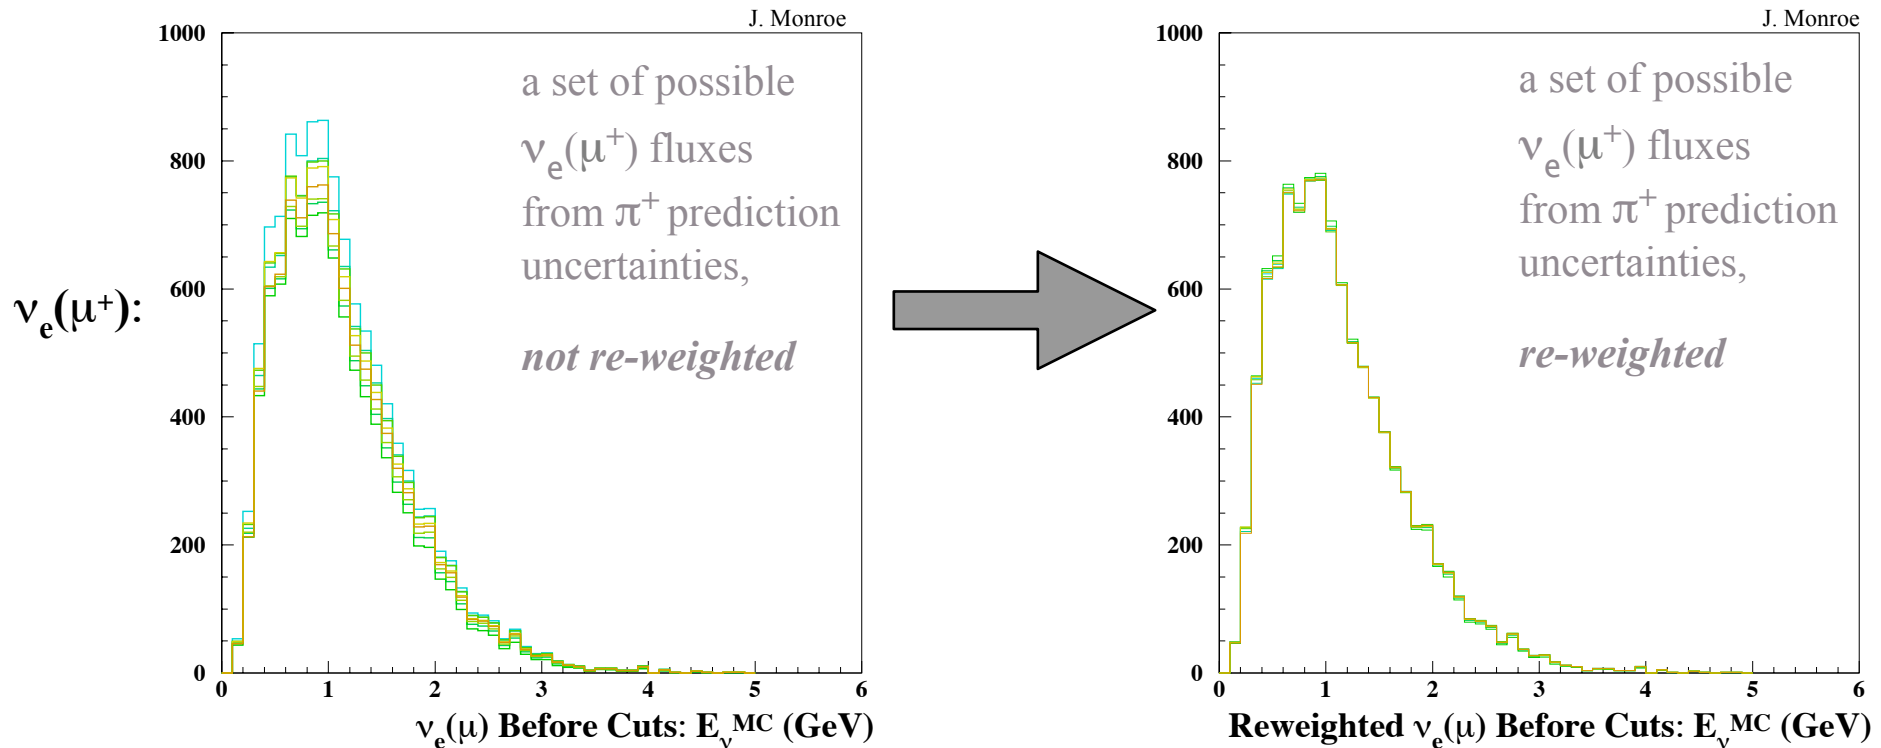 J. Monroe
1000
800
600
400
200
0
0 1 2 3 4 5 6
a set of possible
νe(μ+) fluxes
from π+ prediction
uncertainties,
not re-weighted
νe(μ) Before Cuts: EνMC (GeV)
νe(μ+):
J. Monroe
1000
800
600
400
200
0
0 1 2 3 4 5 6
a set of possible
νe(μ+) fluxes
from π+ prediction
uncertainties,
re-weighted
Reweighted νe(μ) Before Cuts: EνMC (GeV)